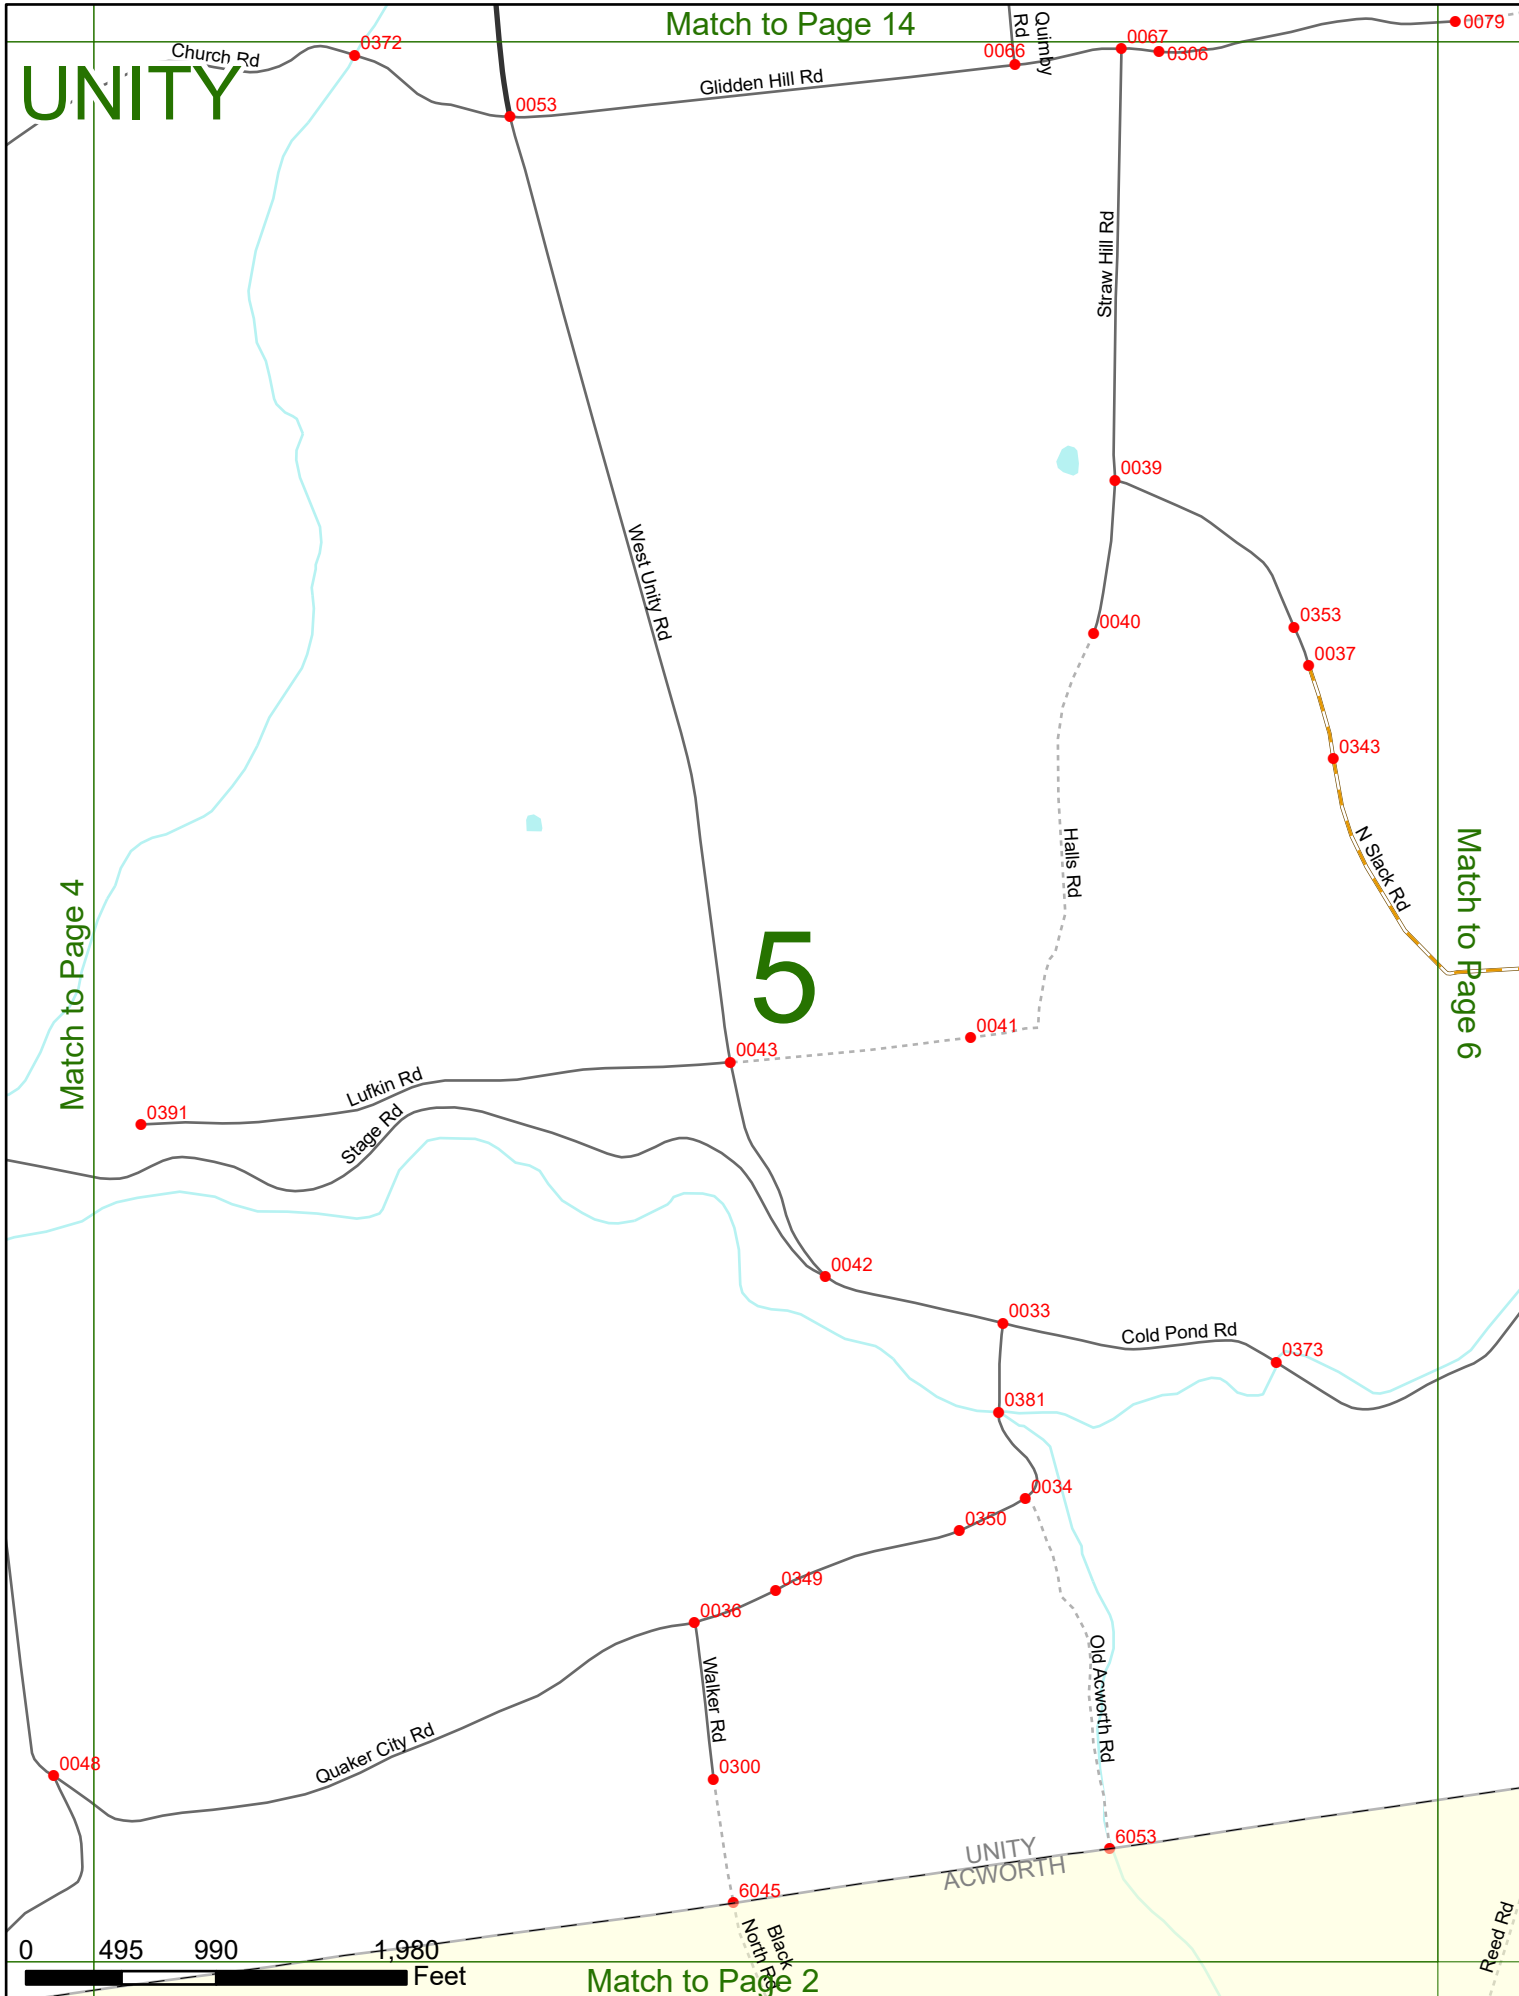 Match to Page 14
Quimby
Rd
0079
0067
0372
Church Rd
0066
0306
UNITY
Glidden Hill Rd
0053
Straw Hill Rd
0039
West Unity Rd
0040
0353
0037
0343
Halls Rd
N Slack Rd
Match to Page 4
Match to Page 6
5
0041
0043
Lufkin Rd
0391
Stage Rd
0042
0033
Cold Pond Rd
0373
0381
0034
0350
0349
0036
Walker Rd
Old Acworth Rd
Quaker City Rd
0048
0300
6053
UNITY
ACWORTH
6045
Black
North Rd
Reed Rd
0 495 990 1,980
Feet
Match to Page 2